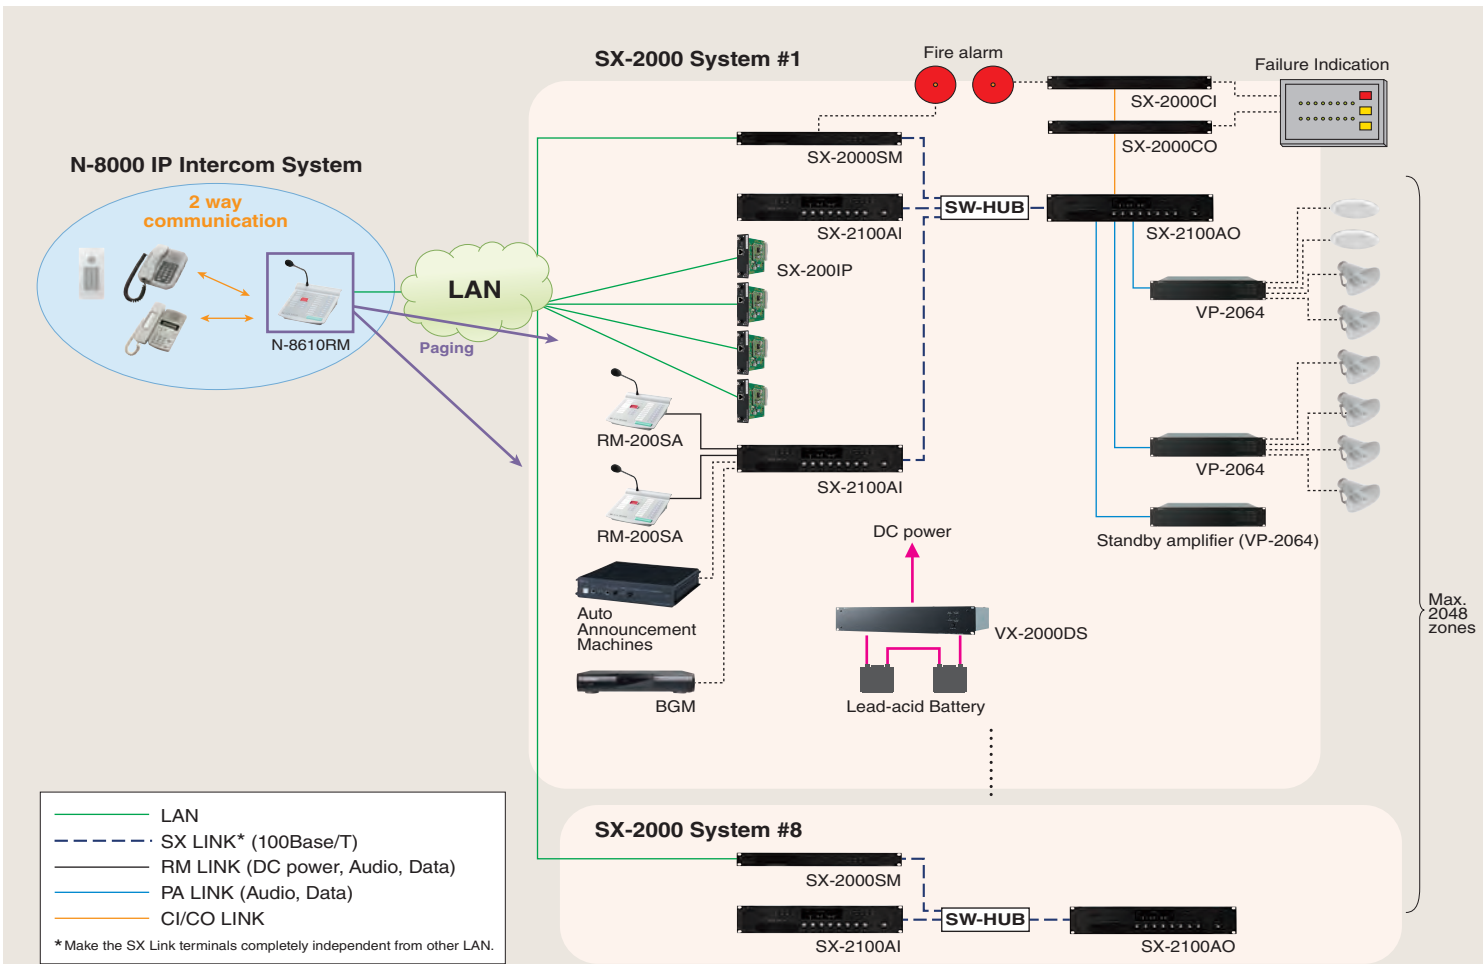 SX-2000 System #1
Fire alarm
Failure Indication
SX-2000CI
SX-2000CO
SX-2000SM
N-8000 IP Intercom System
2 way
communication
SX-2100AI
SW-HUB
SX-2100AO
SX-200IP
LAN
VP-2064
N-8610RM
Paging
RM-200SA
VP-2064
SX-2100AI
RM-200SA
Standby amplifier (VP-2064)
DC power
Auto
Announcement
Machines
VX-2000DS
Max.
2048
zones
BGM
Lead-acid Battery
LAN
SX LINK* (100Base/T)
RM LINK (DC power, Audio, Data)
PA LINK (Audio, Data)
CI/CO LINK
*Make the SX Link terminals completely independent from other LAN.
SX-2000 System #8
SX-2000SM
SW-HUB
SX-2100AI
SX-2100AO